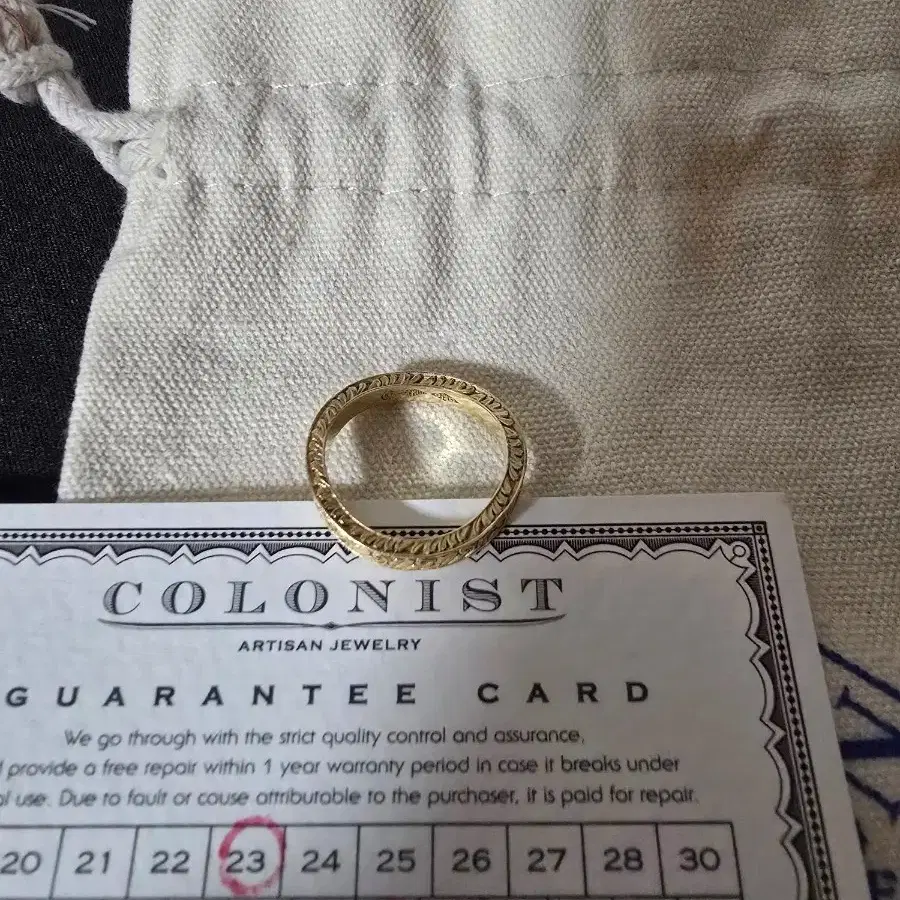 COLONIST
ARTISAN JEWELRY
GUARANTEE CARD
We go through with the strict quality control and assurance,
provide a free repair within 1 year warranty period in case it breaks under
use. Due to fault or cause attributable to the purchaser, it is paid for repair.
20 21 22 23 24 25 26 27 28 30